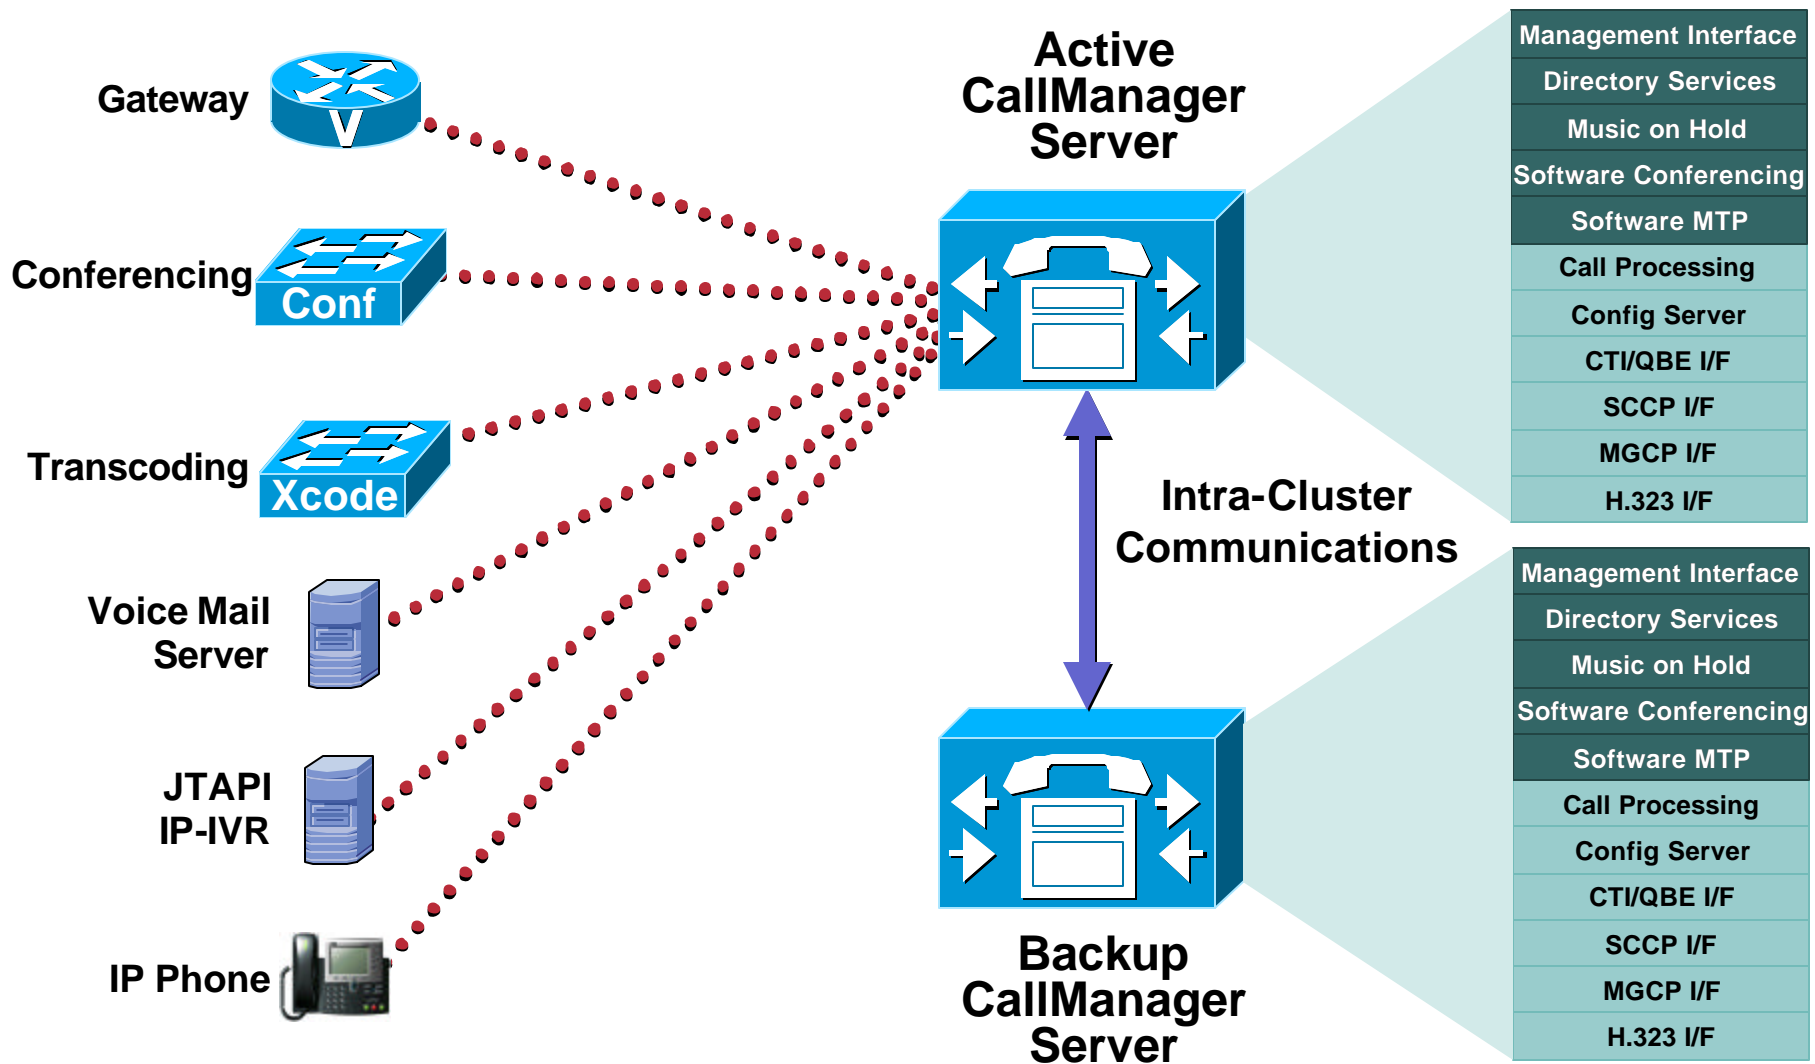 Gateway
V
Conferencing
Conf
Transcoding
Xcode
Voice Mail
Server
JTAPI
IP-IVR
IP Phone
Active
CallManager
Server
Intra-Cluster
Communications
Backup
CallManager
Server
Management Interface
Directory Services
Music on Hold
Software Conferencing
Software MTP
Call Processing
Config Server
CTI/QBE I/F
SCCP I/F
MGCP I/F
H.323 I/F
Management Interface
Directory Services
Music on Hold
Software Conferencing
Software MTP
Call Processing
Config Server
CTI/QBE I/F
SCCP I/F
MGCP I/F
H.323 I/F